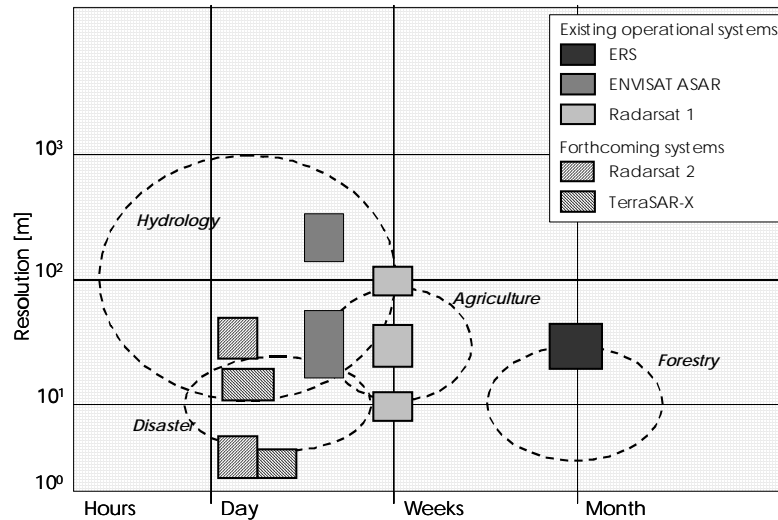 Existing operational systems
ERS
ENVISAT ASAR
Radarsat 1
Forthcoming systems
Radarsat 2
TerraSAR-X
Resolution [m]
10³
10²
10¹
10⁰
Hydrology
Agriculture
Forestry
Disaster
Hours Day Weeks Month